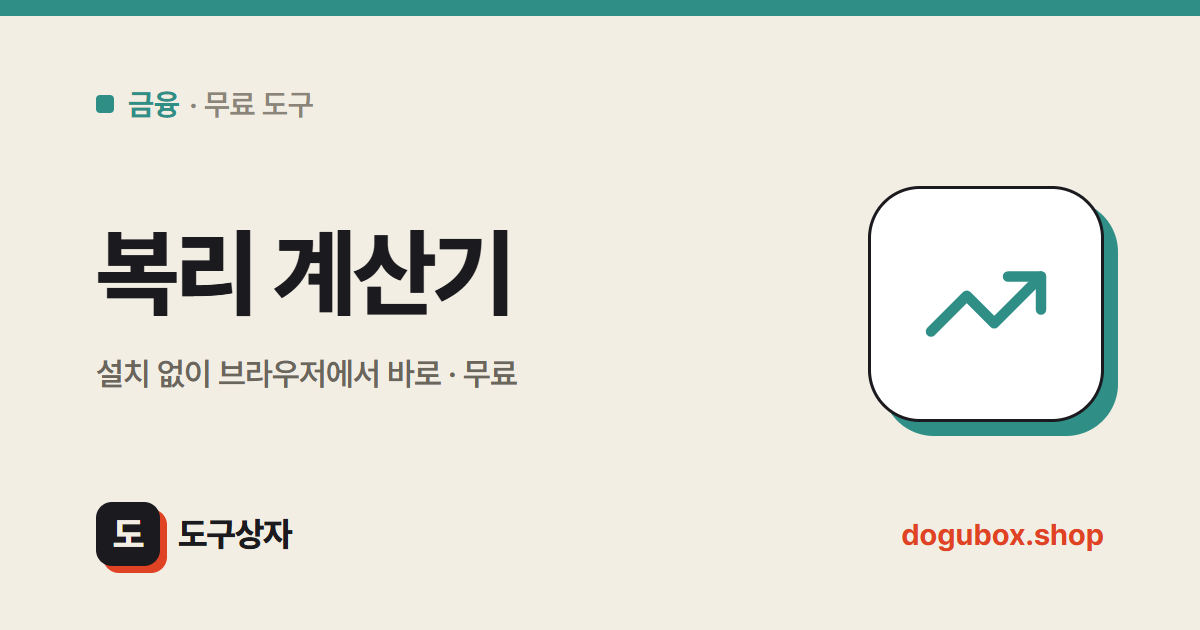 금융 · 무료 도구
복리 계산기
설치 없이 브라우저에서 바로 · 무료
도 도구상자
dogubox.shop